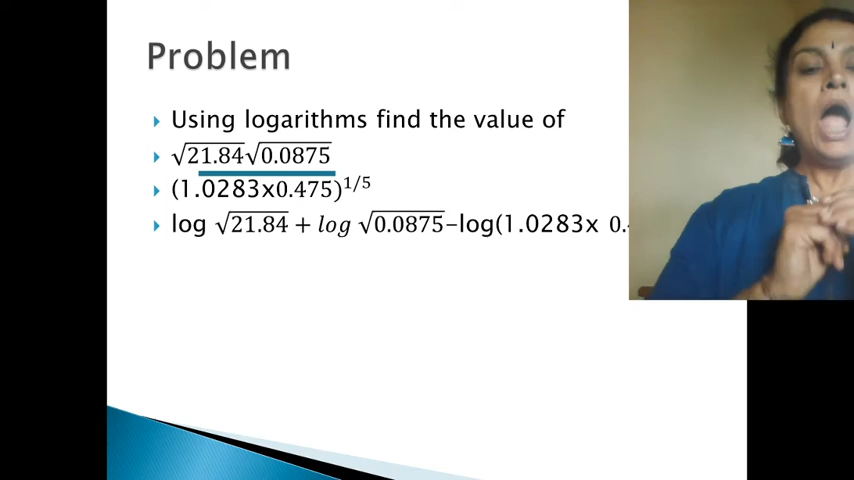 Problem
Using logarithms find the value of
√21.84√0.0875
(1.0283x0.475)^1/5
log √21.84 + log √0.0875–log(1.0283x 0.